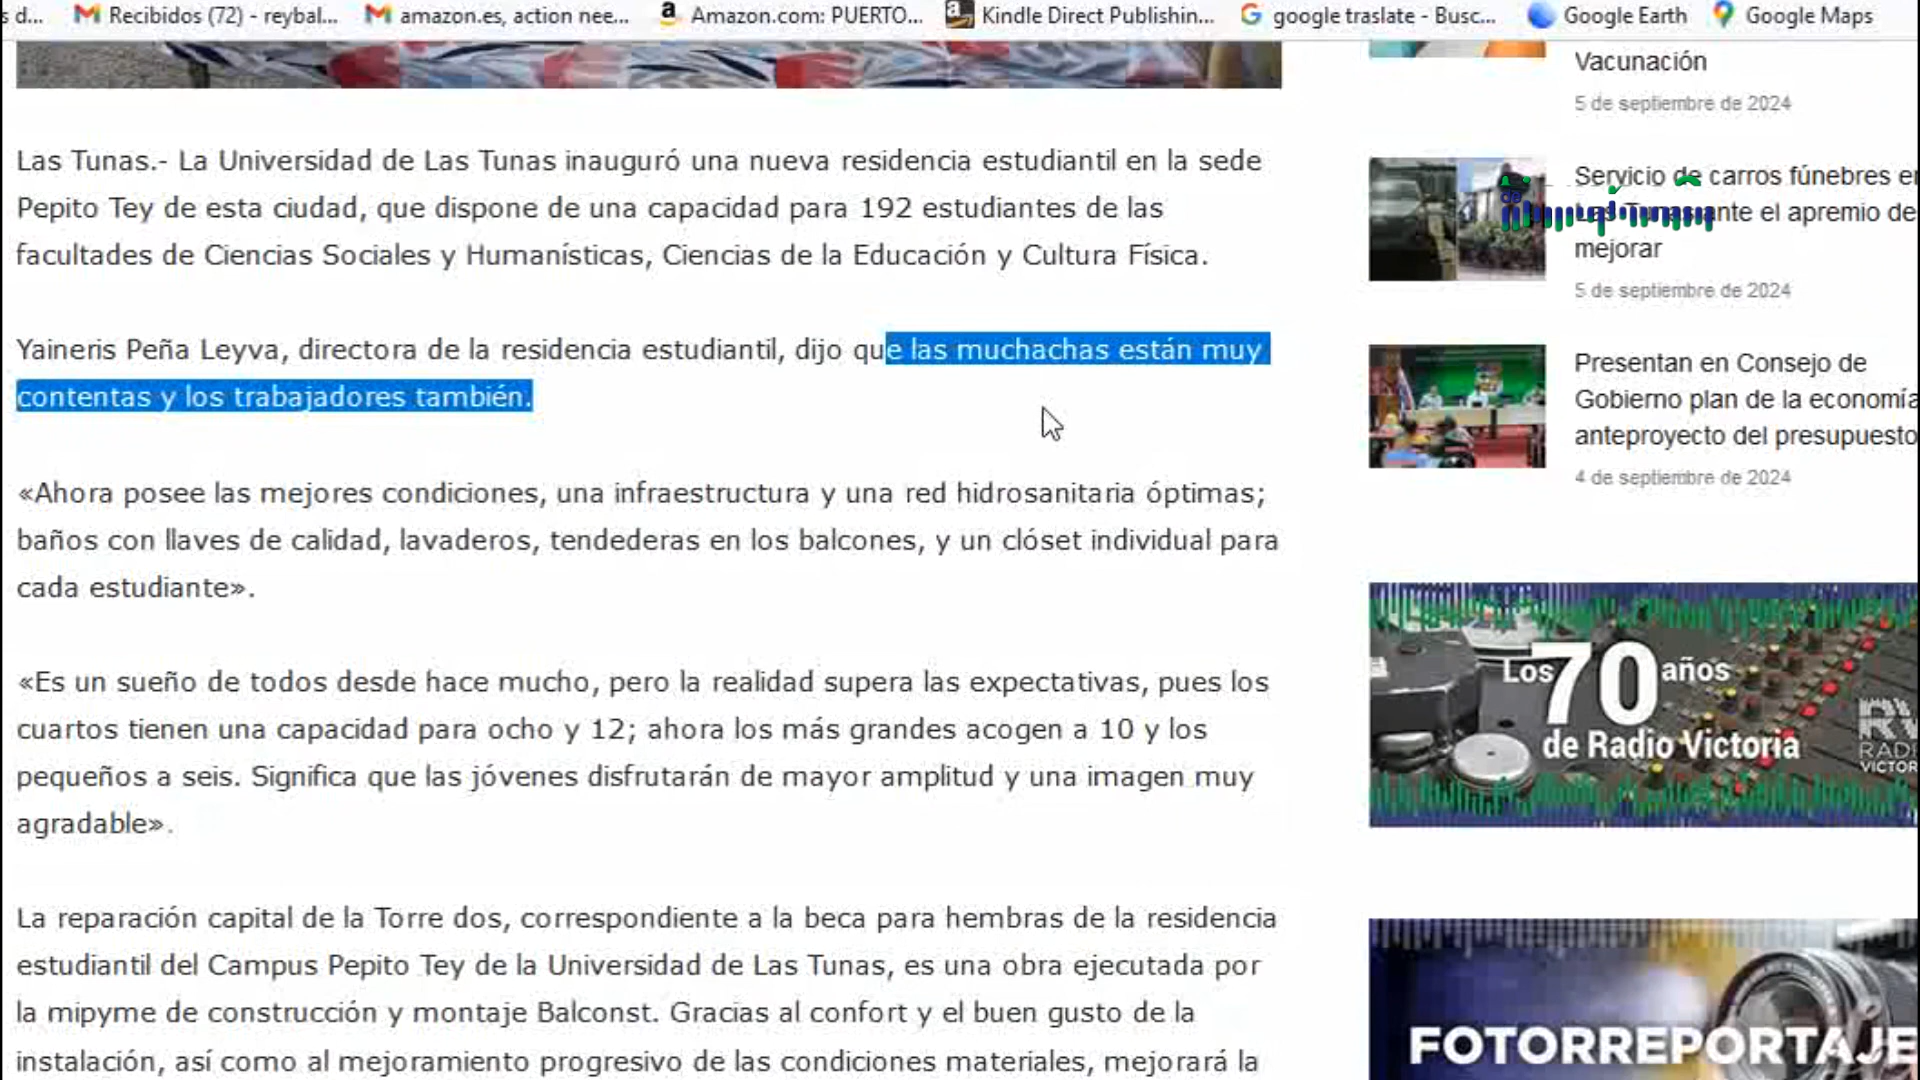 s d...
Recibidos (72) - reybal...
amazon.es, action nee...
Amazon.com: PUERTO...
Kindle Direct Publishin...
google traslate - Busc...
Google Earth
Google Maps
Las Tunas.- La Universidad de Las Tunas inauguró una nueva residencia estudiantil en la sede
Pepito Tey de esta ciudad, que dispone de una capacidad para 192 estudiantes de las
facultades de Ciencias Sociales y Humanísticas, Ciencias de la Educación y Cultura Física.
Yaineris Peña Leyva, directora de la residencia estudiantil, dijo que las muchachas están muy
contentas y los trabajadores también.
«Ahora posee las mejores condiciones, una infraestructura y una red hidrosanitaria óptimas;
baños con llaves de calidad, lavaderos, tendederas en los balcones, y un clóset individual para
cada estudiante».
«Es un sueño de todos desde hace mucho, pero la realidad supera las expectativas, pues los
cuartos tienen una capacidad para ocho y 12; ahora los más grandes acogen a 10 y los
pequeños a seis. Significa que las jóvenes disfrutarán de mayor amplitud y una imagen muy
agradable».
La reparación capital de la Torre dos, correspondiente a la beca para hembras de la residencia
estudiantil del Campus Pepito Tey de la Universidad de Las Tunas, es una obra ejecutada por
la mipyme de construcción y montaje Balconst. Gracias al confort y el buen gusto de la
instalación, así como al mejoramiento progresivo de las condiciones materiales, mejorará la
Vacunación
5 de septiembre de 2024
Servicio de carros fúnebres en
Las Tunas ante el apremio de
mejorar
5 de septiembre de 2024
Presentan en Consejo de
Gobierno plan de la economía
anteproyecto del presupuesto
4 de septiembre de 2024
Los 70 años
de Radio Victoria
RV
RADI
VICTOR
FOTORREPORTAJE